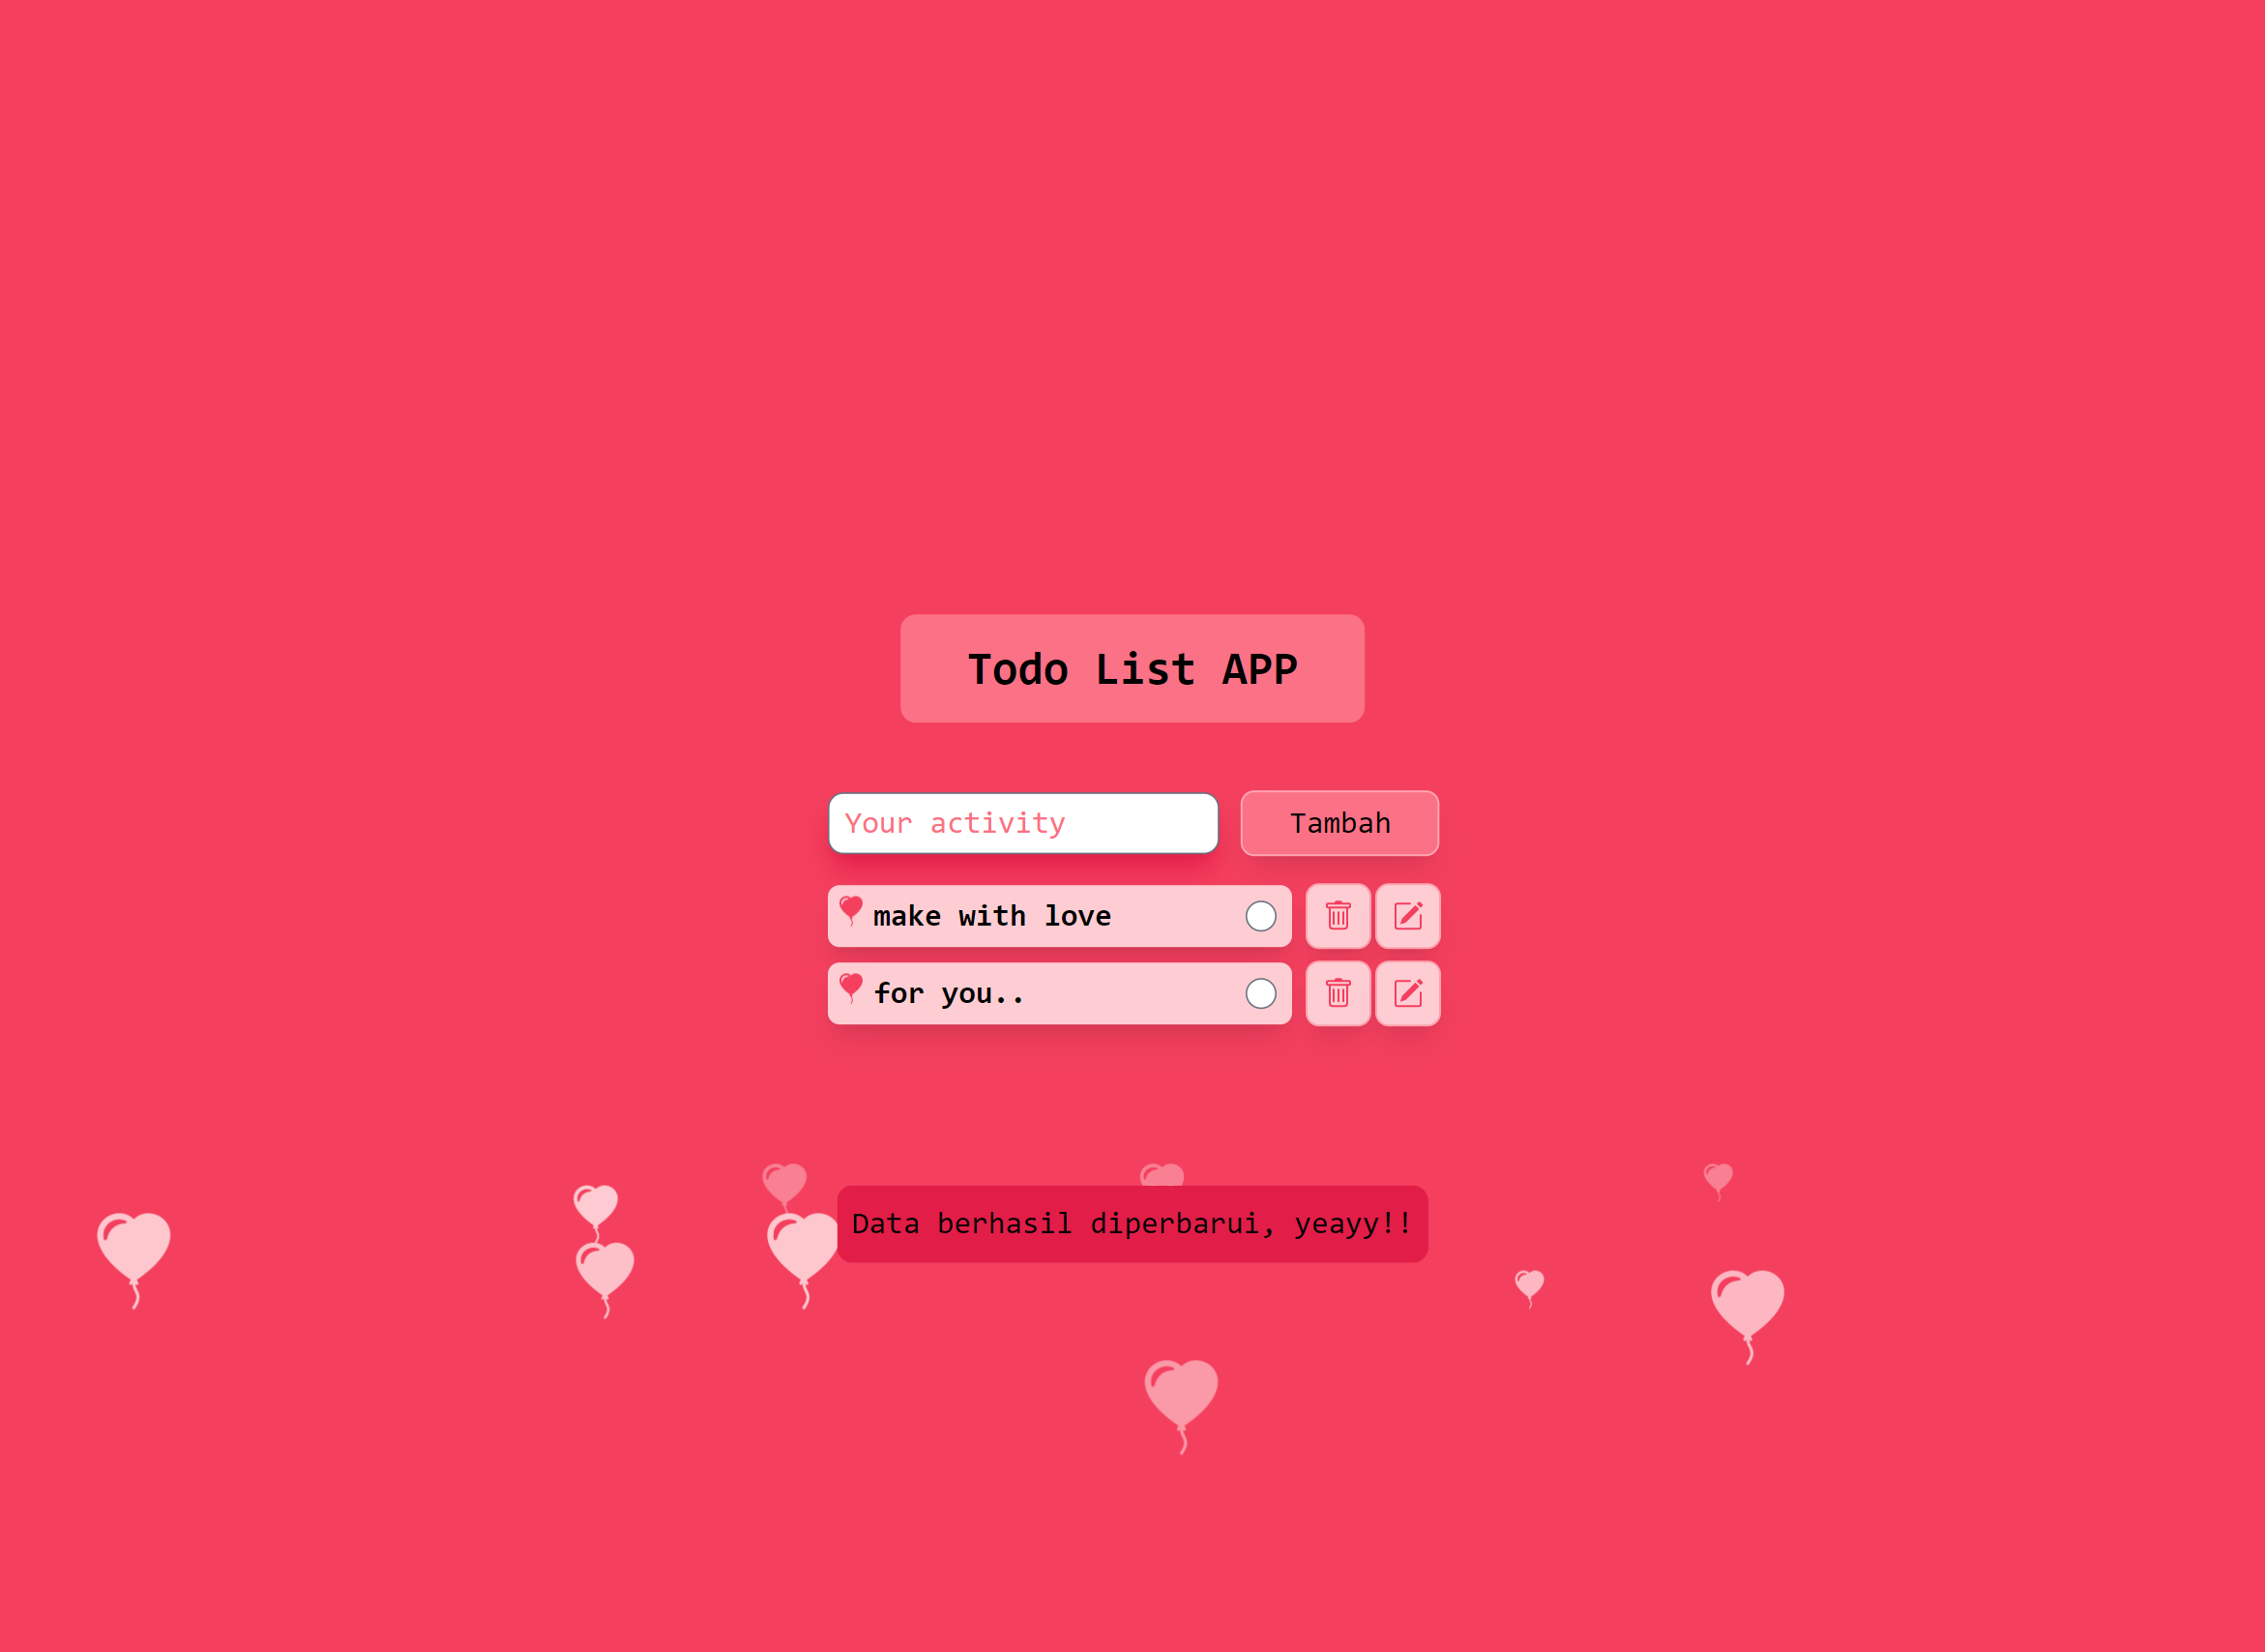 Todo List APP
Your activity
Tambah
make with love
for you..
Data berhasil diperbarui, yeayy!!